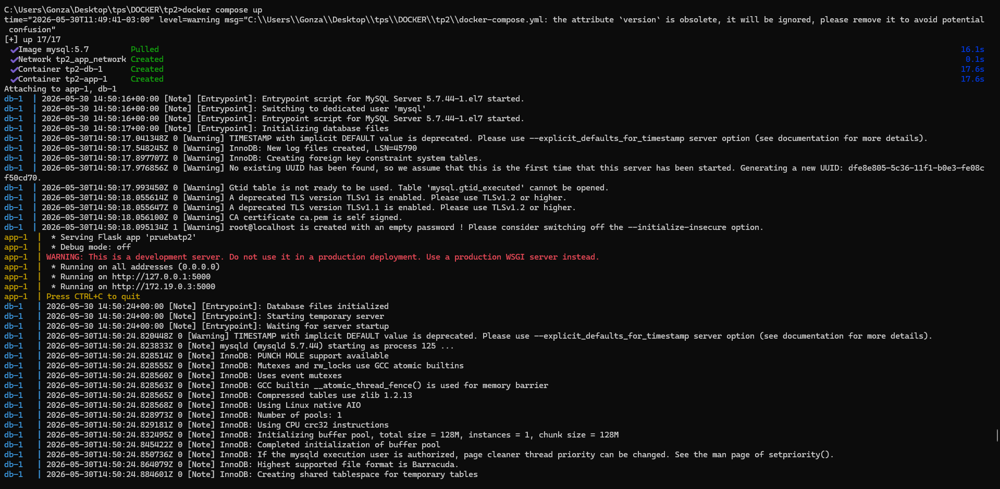 C:\Users\Gonza\Desktop\tps\DOCKER\tp2>docker compose up
time="2026-05-30T11:49:41-03:00" level=warning msg="C:\\Users\\Gonza\\Desktop\\tps\\DOCKER\\tp2\\docker-compose.yml: the attribute `version` is obsolete, it will be ignored, please remove it to avoid potential
 confusion"
[+] up 17/17
 ✔Image mysql:5.7         Pulled 16.1s
 ✔Network tp2_app_network Created 0.1s
 ✔Container tp2-db-1      Created 17.6s
 ✔Container tp2-app-1     Created 17.6s
Attaching to app-1, db-1
db-1  | 2026-05-30 14:50:16+00:00 [Note] [Entrypoint]: Entrypoint script for MySQL Server 5.7.44-1.el7 started.
db-1  | 2026-05-30 14:50:16+00:00 [Note] [Entrypoint]: Switching to dedicated user 'mysql'
db-1  | 2026-05-30 14:50:16+00:00 [Note] [Entrypoint]: Entrypoint script for MySQL Server 5.7.44-1.el7 started.
db-1  | 2026-05-30 14:50:17+00:00 [Note] [Entrypoint]: Initializing database files
db-1  | 2026-05-30T14:50:17.041348Z 0 [Warning] TIMESTAMP with implicit DEFAULT value is deprecated. Please use --explicit_defaults_for_timestamp server option (see documentation for more details).
db-1  | 2026-05-30T14:50:17.548245Z 0 [Warning] InnoDB: New log files created, LSN=45790
db-1  | 2026-05-30T14:50:17.897707Z 0 [Warning] InnoDB: Creating foreign key constraint system tables.
db-1  | 2026-05-30T14:50:17.976856Z 0 [Warning] No existing UUID has been found, so we assume that this is the first time that this server has been started. Generating a new UUID: dfe8e805-5c36-11f1-b0e3-fe08c
f50cd70.
db-1  | 2026-05-30T14:50:17.993450Z 0 [Warning] Gtid table is not ready to be used. Table 'mysql.gtid_executed' cannot be opened.
db-1  | 2026-05-30T14:50:18.055614Z 0 [Warning] A deprecated TLS version TLSv1 is enabled. Please use TLSv1.2 or higher.
db-1  | 2026-05-30T14:50:18.055647Z 0 [Warning] A deprecated TLS version TLSv1.1 is enabled. Please use TLSv1.2 or higher.
db-1  | 2026-05-30T14:50:18.056100Z 0 [Warning] CA certificate ca.pem is self signed.
db-1  | 2026-05-30T14:50:18.095134Z 1 [Warning] root@localhost is created with an empty password ! Please consider switching off the --initialize-insecure option.
app-1  |  * Serving Flask app 'pruebatp2'
app-1  |  * Debug mode: off
app-1  | WARNING: This is a development server. Do not use it in a production deployment. Use a production WSGI server instead.
app-1  |  * Running on all addresses (0.0.0.0)
app-1  |  * Running on http://127.0.0.1:5000
app-1  |  * Running on http://172.19.0.3:5000
app-1  | Press CTRL+C to quit
db-1   | 2026-05-30 14:50:24+00:00 [Note] [Entrypoint]: Database files initialized
db-1   | 2026-05-30 14:50:24+00:00 [Note] [Entrypoint]: Starting temporary server
db-1   | 2026-05-30 14:50:24+00:00 [Note] [Entrypoint]: Waiting for server startup
db-1   | 2026-05-30T14:50:24.820448Z 0 [Warning] TIMESTAMP with implicit DEFAULT value is deprecated. Please use --explicit_defaults_for_timestamp server option (see documentation for more details).
db-1   | 2026-05-30T14:50:24.823833Z 0 [Note] mysqld (mysqld 5.7.44) starting as process 125 ...
db-1   | 2026-05-30T14:50:24.828514Z 0 [Note] InnoDB: PUNCH HOLE support available
db-1   | 2026-05-30T14:50:24.828555Z 0 [Note] InnoDB: Mutexes and rw_locks use GCC atomic builtins
db-1   | 2026-05-30T14:50:24.828560Z 0 [Note] InnoDB: Uses event mutexes
db-1   | 2026-05-30T14:50:24.828563Z 0 [Note] InnoDB: GCC builtin __atomic_thread_fence() is used for memory barrier
db-1   | 2026-05-30T14:50:24.828565Z 0 [Note] InnoDB: Compressed tables use zlib 1.2.13
db-1   | 2026-05-30T14:50:24.828568Z 0 [Note] InnoDB: Using Linux native AIO
db-1   | 2026-05-30T14:50:24.828973Z 0 [Note] InnoDB: Number of pools: 1
db-1   | 2026-05-30T14:50:24.829181Z 0 [Note] InnoDB: Using CPU crc32 instructions
db-1   | 2026-05-30T14:50:24.832495Z 0 [Note] InnoDB: Initializing buffer pool, total size = 128M, instances = 1, chunk size = 128M
db-1   | 2026-05-30T14:50:24.845422Z 0 [Note] InnoDB: Completed initialization of buffer pool
db-1   | 2026-05-30T14:50:24.850736Z 0 [Note] InnoDB: If the mysqld execution user is authorized, page cleaner thread priority can be changed. See the man page of setpriority().
db-1   | 2026-05-30T14:50:24.864079Z 0 [Note] InnoDB: Highest supported file format is Barracuda.
db-1   | 2026-05-30T14:50:24.884601Z 0 [Note] InnoDB: Creating shared tablespace for temporary tables